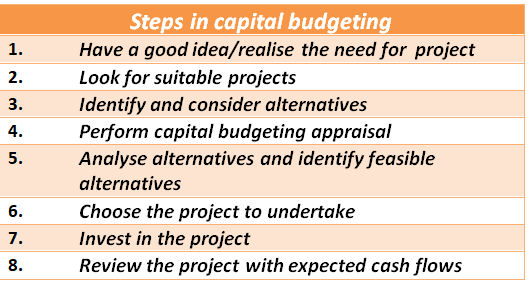 Steps in capital budgeting
1. Have a good idea/realise the need for project
2. Look for suitable projects
3. Identify and consider alternatives
4. Perform capital budgeting appraisal
5. Analyse alternatives and identify feasible
alternatives
6. Choose the project to undertake
7. Invest in the project
8. Review the project with expected cash flows